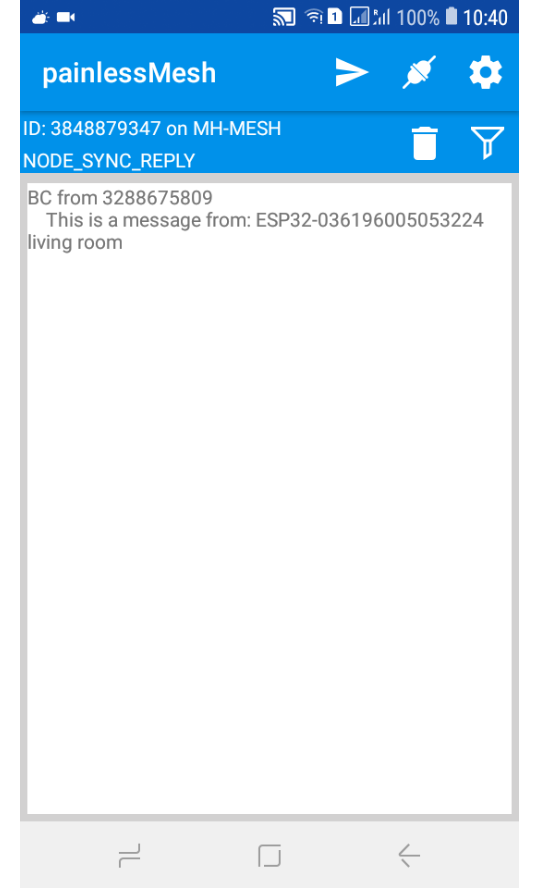 1 R 100% 10:40
painlessMesh
ID: 3848879347 on MH-MESH
NODE_SYNC_REPLY
BC from 3288675809
This is a message from: ESP32-036196005053224
living room